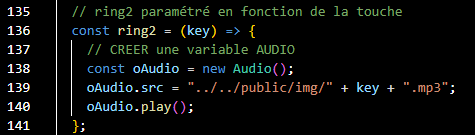 135 // ring2 paramétré en fonction de la touche
136 const ring2 = (key) => {
137 // CREER une variable AUDIO
138 const oAudio = new Audio();
139 oAudio.src = "../../public/img/" + key + ".mp3";
140 oAudio.play();
141 };